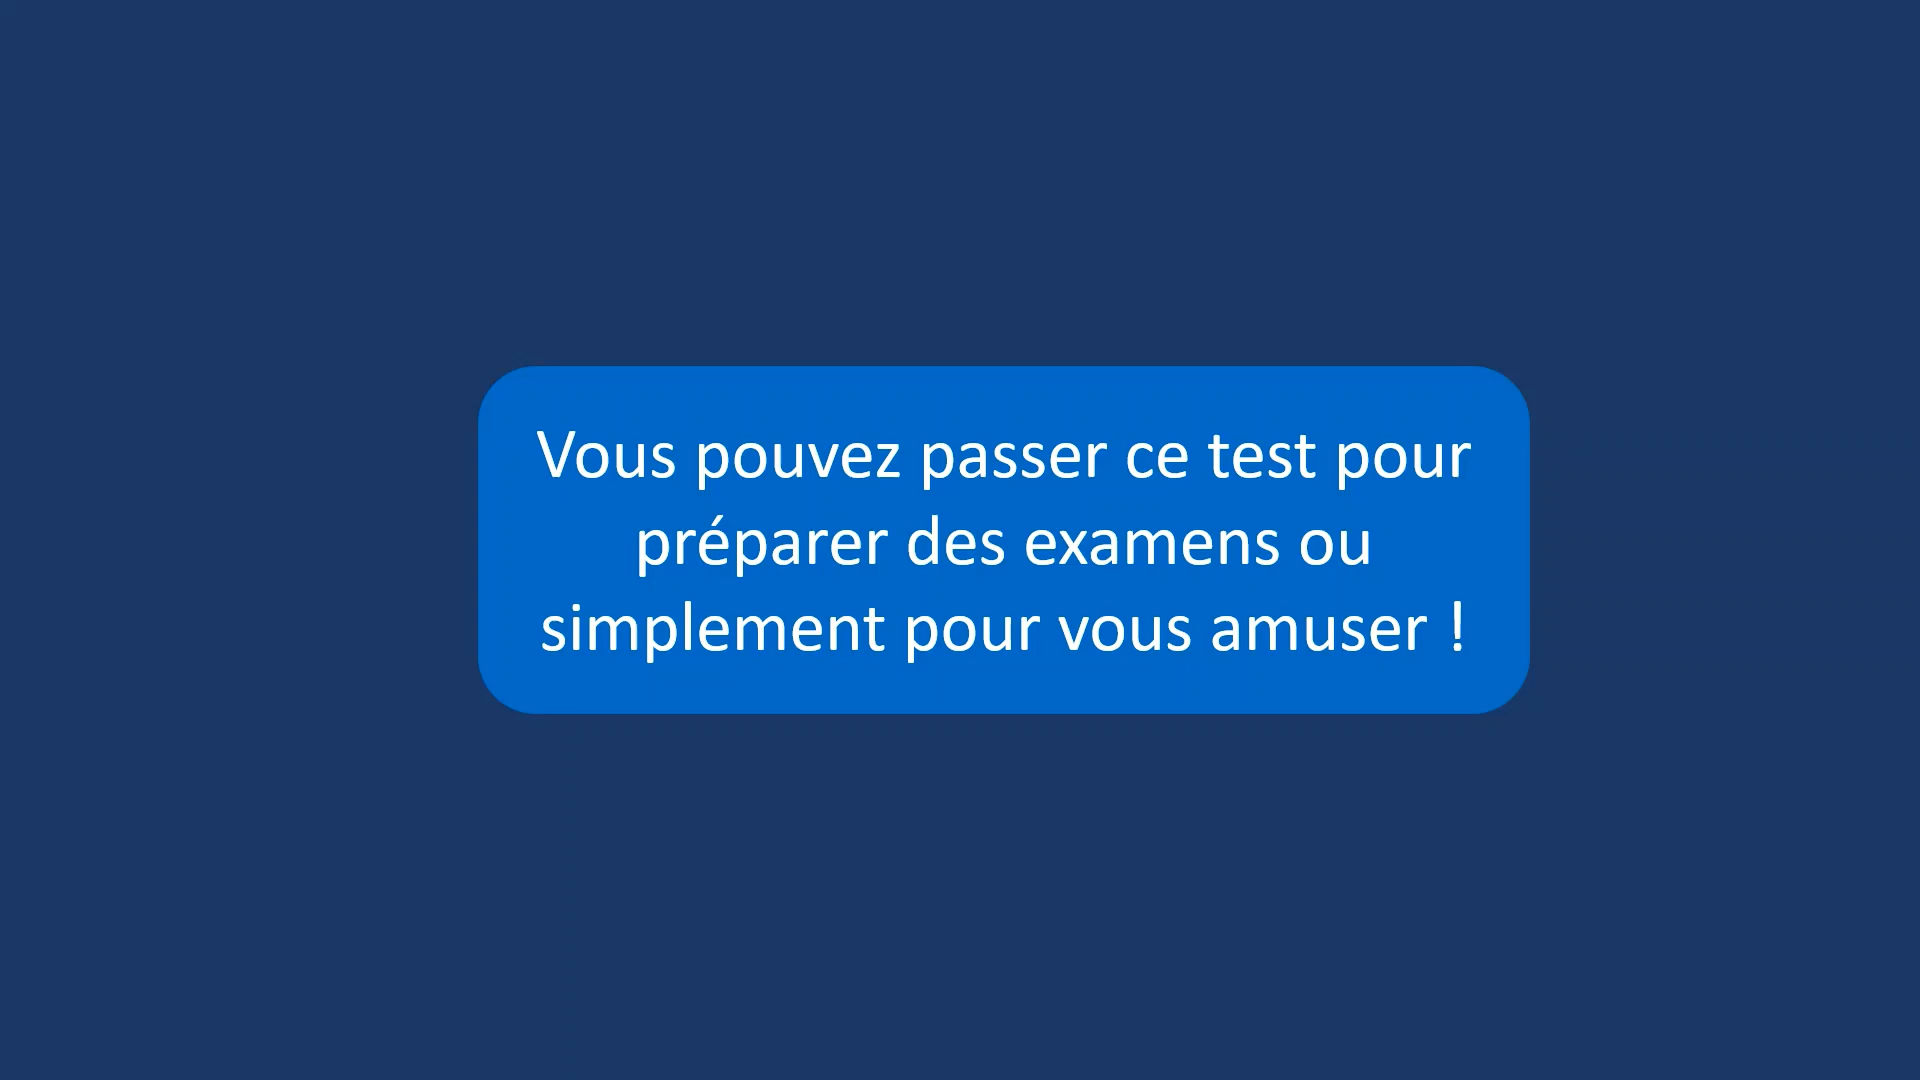 Vous pouvez passer ce test pour
préparer des examens ou
simplement pour vous amuser !